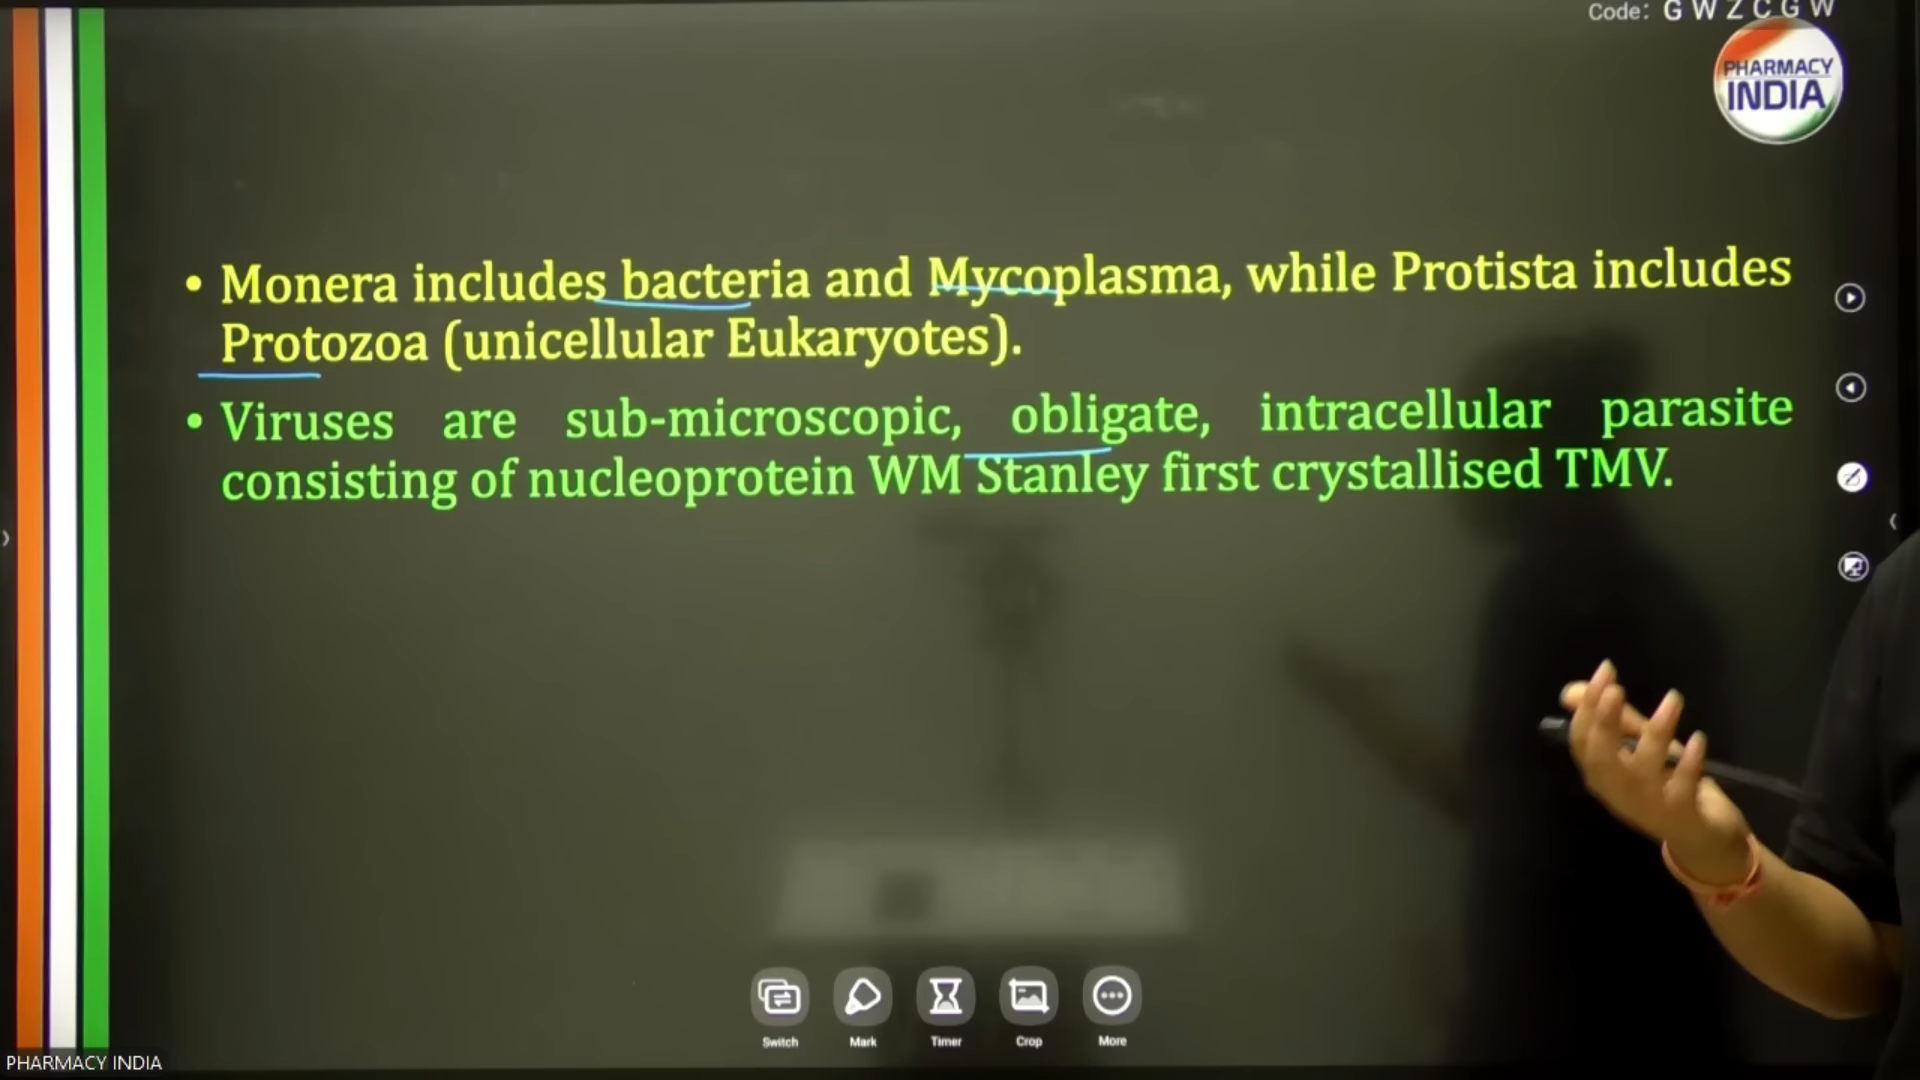 Code: G W Z C G W
PHARMACY
INDIA
• Monera includes bacteria and Mycoplasma, while Protista includes
Protozoa (unicellular Eukaryotes).
• Viruses are sub-microscopic, obligate, intracellular parasite
consisting of nucleoprotein WM Stanley first crystallised TMV.
Switch Mark Timer Crop More
PHARMACY INDIA